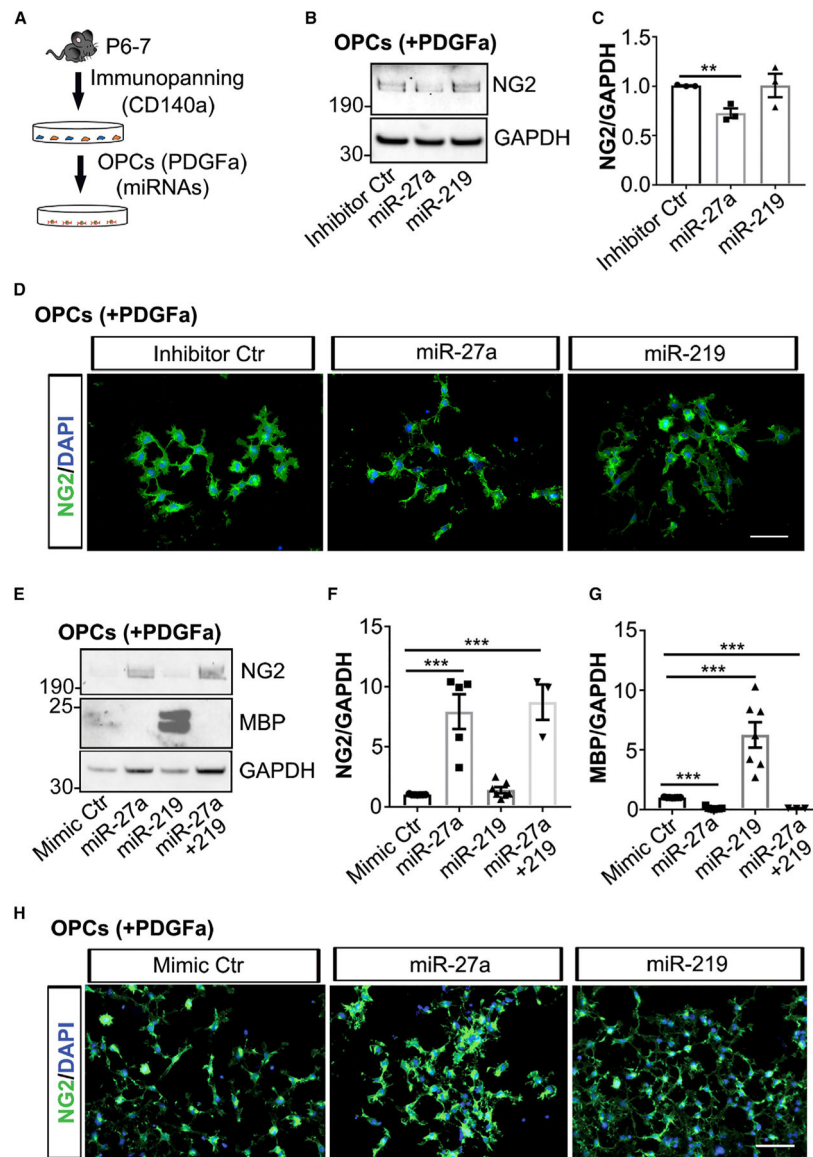 A
P6-7
Immunopanning
(CD140a)
OPCs (PDGFa)
(miRNAs)
B
OPCs (+PDGFa)
NG2
190
GAPDH
30
Inhibitor Ctr
miR-27a
miR-219
C
NG2/GAPDH
1.5
1.0
0.5
0.0
**
Inhibitor Ctr
miR-27a
miR-219
D
OPCs (+PDGFa)
Inhibitor Ctr
miR-27a
miR-219
NG2/DAPI
E
OPCs (+PDGFa)
NG2
190
25
MBP
GAPDH
30
Mimic Ctr
miR-27a
miR-219
miR-27a
+219
F
NG2/GAPDH
15
10
5
0
***
***
Mimic Ctr
miR-27a
miR-219
miR-27a
+219
G
MBP/GAPDH
15
10
5
0
***
***
***
Mimic Ctr
miR-27a
miR-219
miR-27a
+219
H
OPCs (+PDGFa)
Mimic Ctr
miR-27a
miR-219
NG2/DAPI